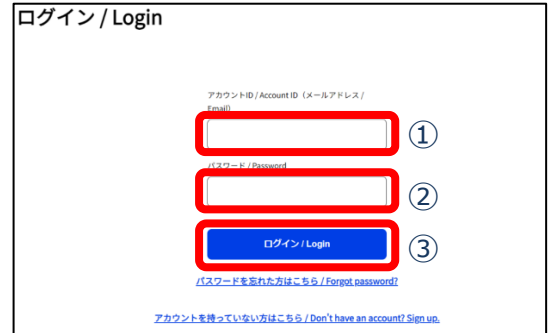 ログイン / Login
アカウントID / Account ID（メールアドレス /
Email）
①
パスワード / Password
②
ログイン / Login
③
パスワードを忘れた方はこちら / Forgot password?
アカウントを持っていない方はこちら / Don't have an account? Sign up.